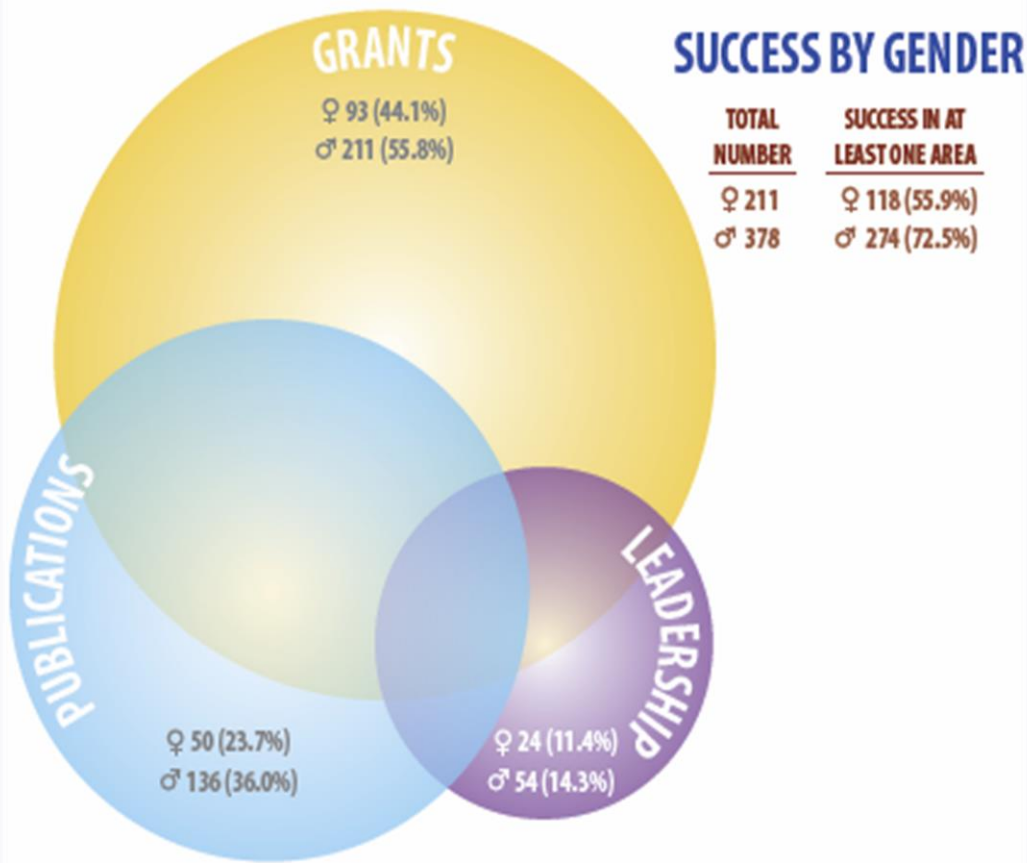 GRANTS
♀ 93 (44.1%)
♂ 211 (55.8%)
SUCCESS BY GENDER
TOTAL NUMBER
♀ 211
♂ 378
SUCCESS IN AT LEAST ONE AREA
♀ 118 (55.9%)
♂ 274 (72.5%)
PUBLICATIONS
♀ 50 (23.7%)
♂ 136 (36.0%)
LEADERSHIP
♀ 24 (11.4%)
♂ 54 (14.3%)